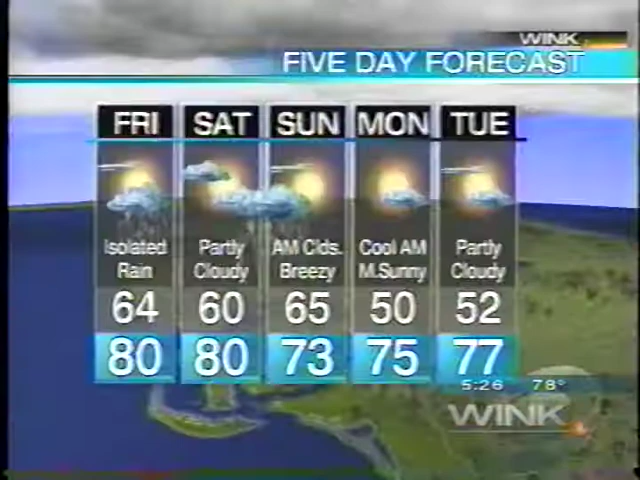 WINK
FIVE DAY FORECAST
FRI SAT SUN MON TUE
Isolated Rain
Partly Cloudy
AM Clds. Breezy
Cool AM M.Sunny
Partly Cloudy
64 60 65 50 52
80 80 73 75 77
5:26 78°
WINK